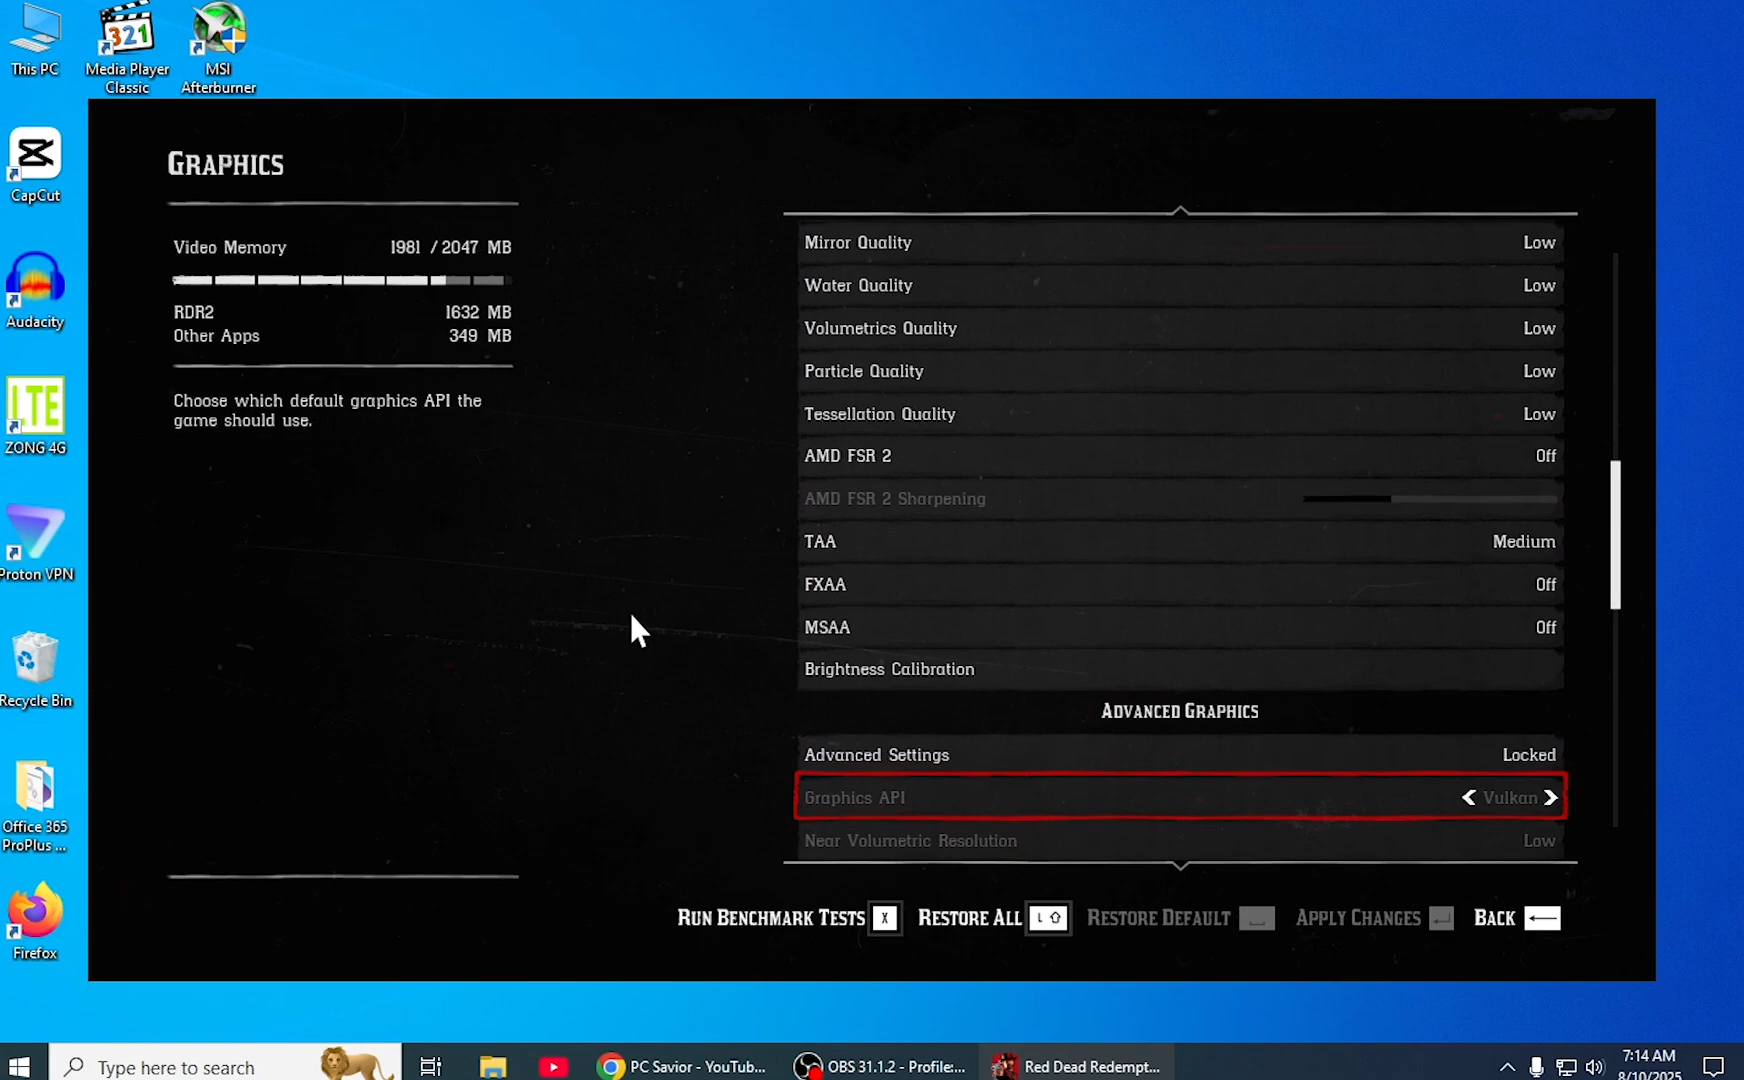 This PC
Media Player
Classic
MSI
Afterburner
CapCut
Audacity
LTE
ZONG 4G
Proton VPN
Recycle Bin
Office 365
ProPlus ...
Firefox
321
GRAPHICS
Video Memory 1981 / 2047 MB
RDR2 1632 MB
Other Apps 349 MB
Choose which default graphics API the
game should use.
Mirror Quality Low
Water Quality Low
Volumetrics Quality Low
Particle Quality Low
Tessellation Quality Low
AMD FSR 2 Off
AMD FSR 2 Sharpening
TAA Medium
FXAA Off
MSAA Off
Brightness Calibration
ADVANCED GRAPHICS
Advanced Settings Locked
Graphics API Vulkan
Near Volumetric Resolution Low
RUN BENCHMARK TESTS X RESTORE ALL L RESTORE DEFAULT APPLY CHANGES BACK
Type here to search
PC Savior - YouTub...
OBS 31.1.2 - Profile:...
Red Dead Redempt...
7:14 AM
8/10/2025